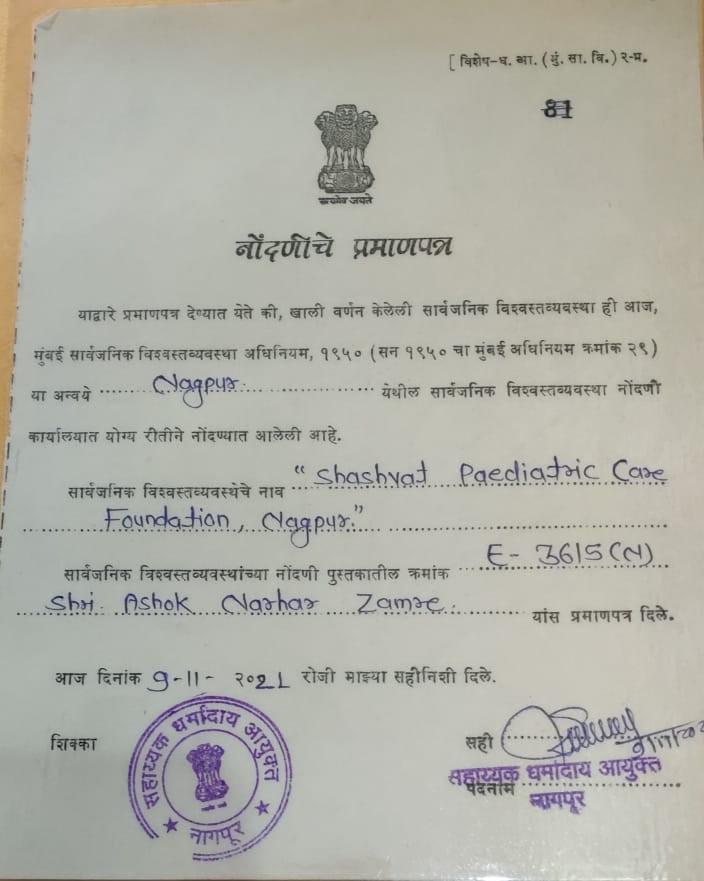 [ विशेष-ध. आ. (मुं. सा. वि.) २-म.
81
सत्यमेव जयते
नोंदणीचे प्रमाणपत्र
याद्वारे प्रमाणपत्र देण्यात येते की, खाली वर्णन केलेली सार्वजनिक विश्वस्तव्यवस्था ही आज,
मुंबई सार्वजनिक विश्वस्तव्यवस्था अधिनियम, १९५० (सन १९५० चा मुंबई अधिनियम क्रमांक २९)
या अन्वये Nagpur येथील सार्वजनिक विश्वस्तव्यवस्था नोंदणी
कार्यालयात योग्य रीतीने नोंदण्यात आलेली आहे.
सार्वजनिक विश्वस्तव्यवस्थेचे नाव "Shashvat Paediatric Care
Foundation, Nagpur."
सार्वजनिक विश्वस्तव्यवस्थांच्या नोंदणी पुस्तकातील क्रमांक E-3615(N)
Shri. Ashok Narhar Zamre. यांस प्रमाणपत्र दिले.
आज दिनांक 9-11-२०21 रोजी माझ्या सहीनिशी दिले.
शिक्का
सहाय्यक धर्मादाय आयुक्त
नागपूर
सही
सहाय्यक धर्मादाय आयुक्त
पदनाम नागपूर